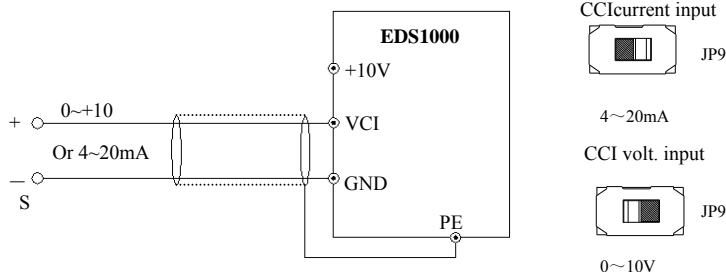 EDS1000
+10V
0~+10
+
VCI
Or 4~20mA
—
GND
S
PE
CCIcurrent input
JP9
4～20mA
CCI volt. input
JP9
0～10V